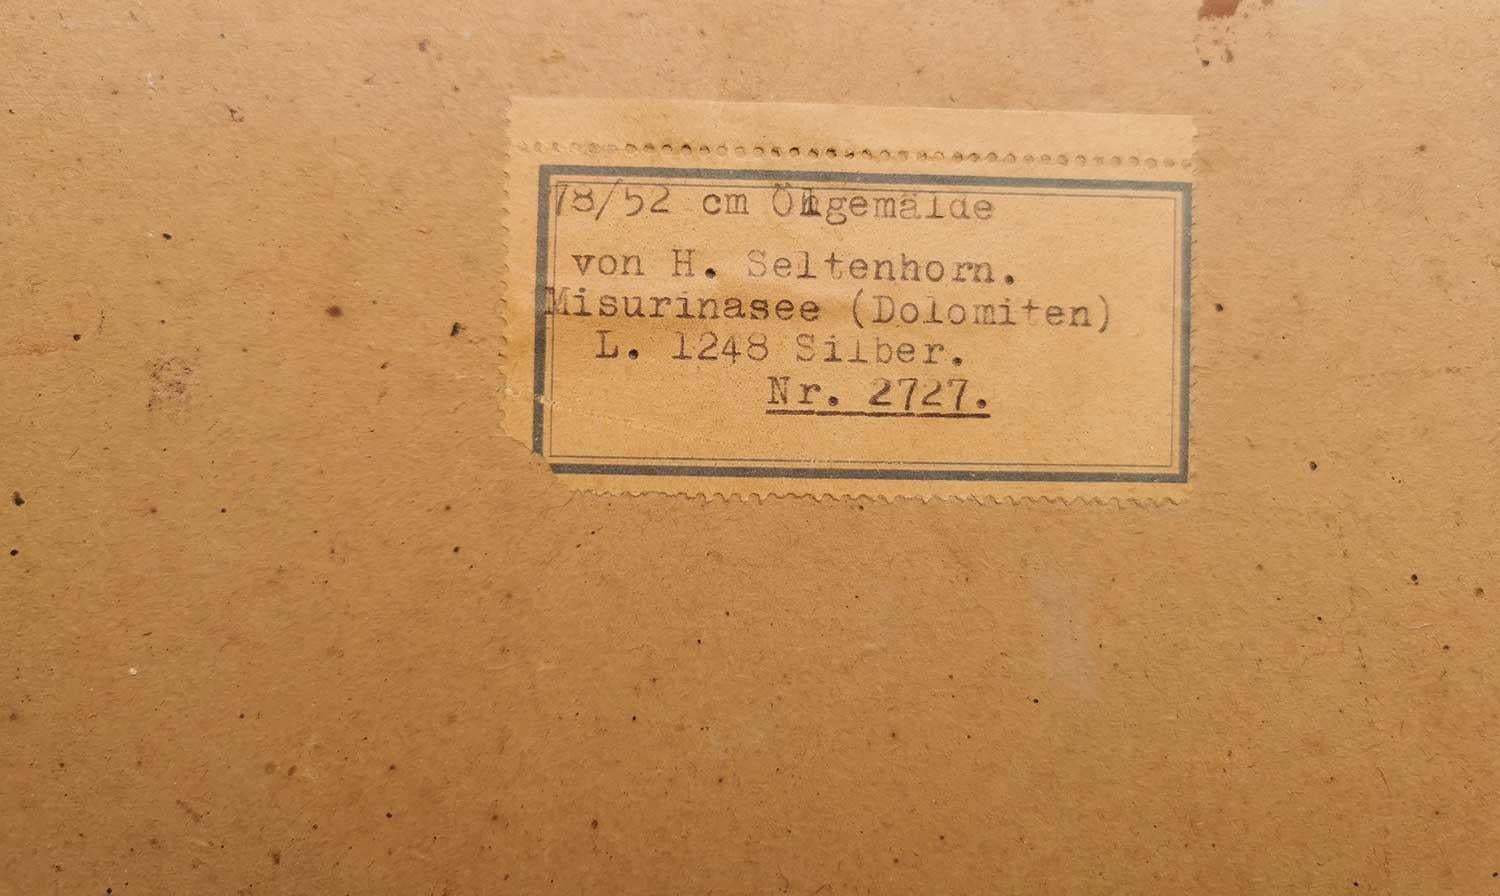 78/52 cm Ölgemälde
von H. Seltenhorn.
Misurinasee (Dolomiten)
L. 1248 Silber.
Nr. 2727.